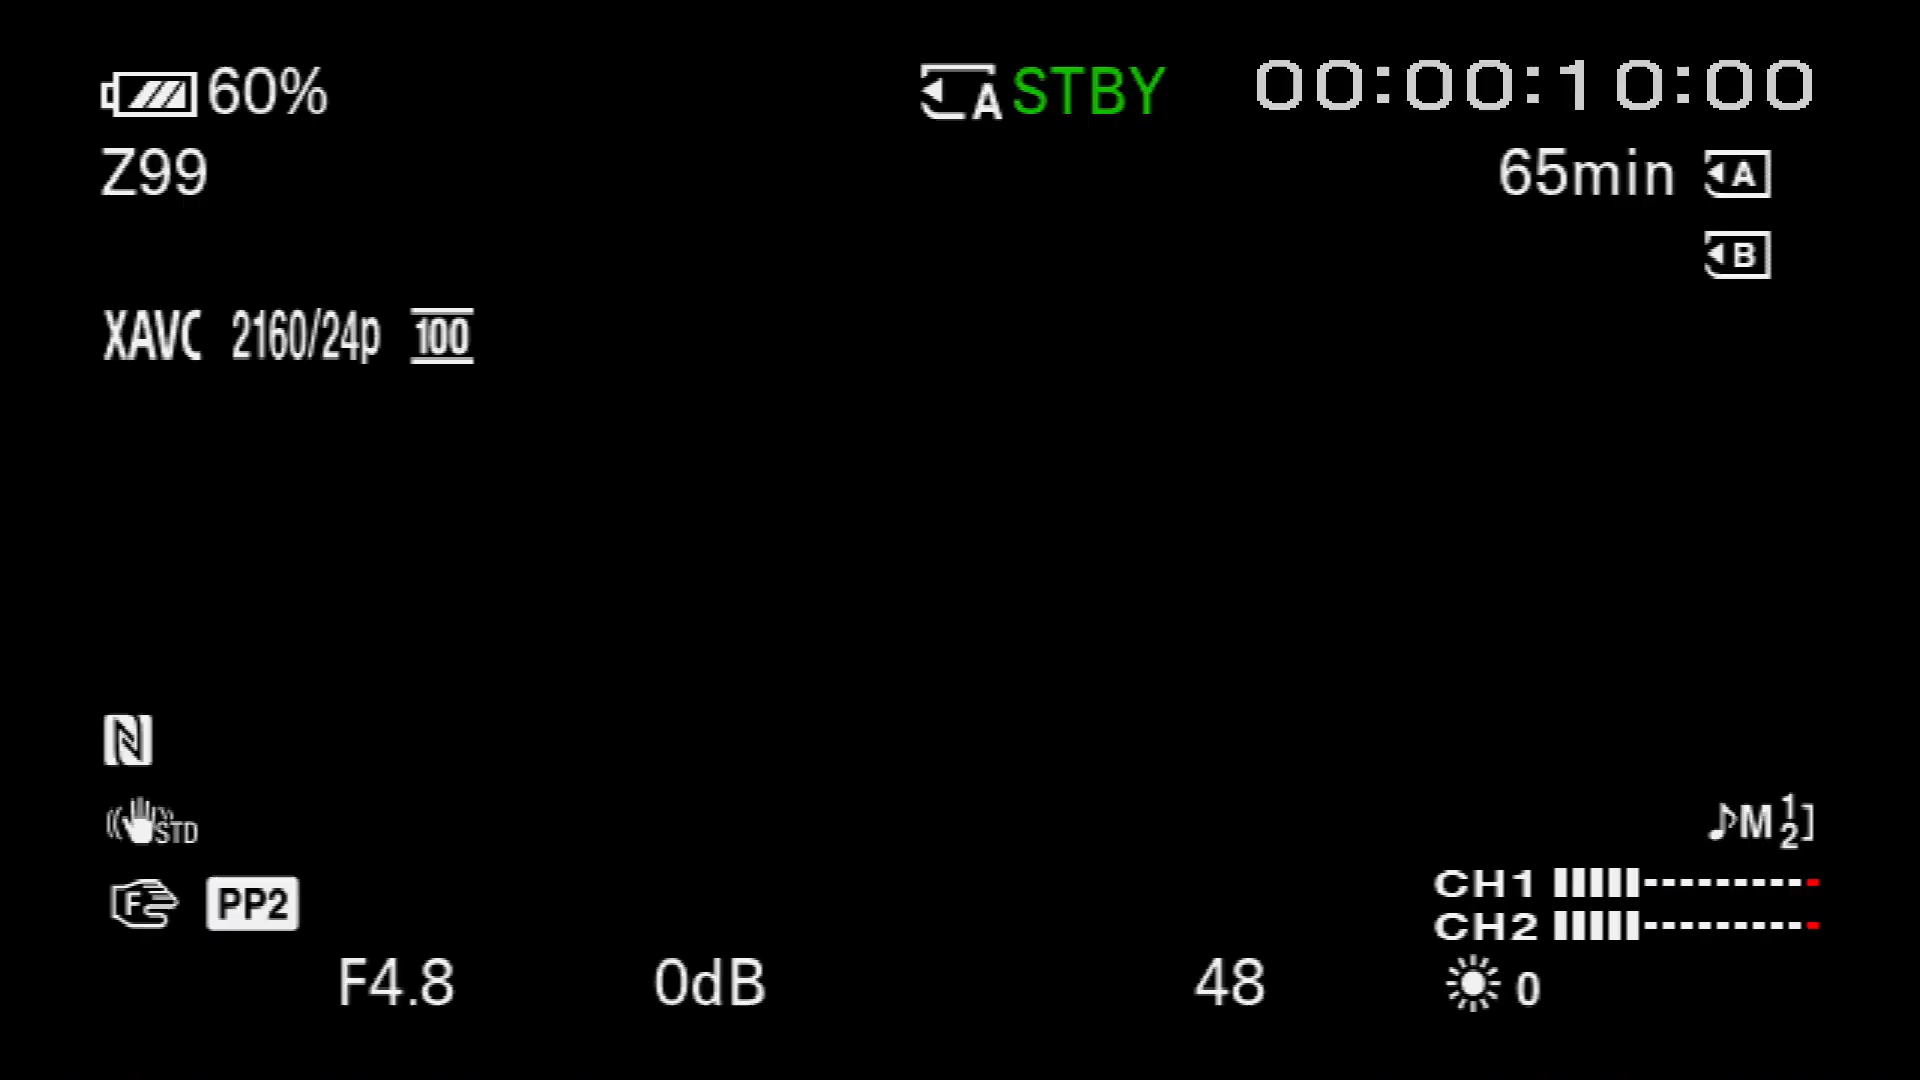 60% A STBY 00:00:10:00
Z99 65min A
B
XAVC 2160/24p 100
N
STD
M 1 2
F PP2
CH1
CH2
F4.8 0dB 48 0